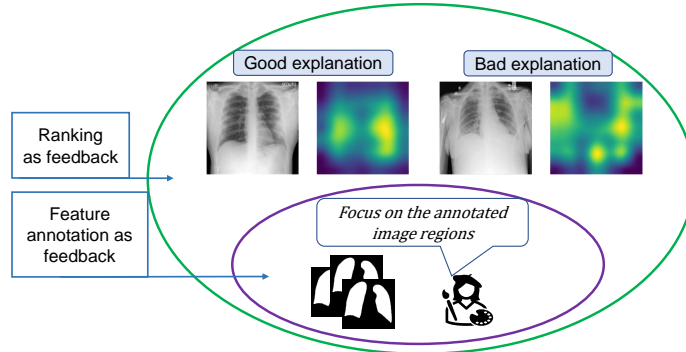 Good explanation
Bad explanation
Ranking
as feedback
Feature
annotation as
feedback
Focus on the annotated
image regions